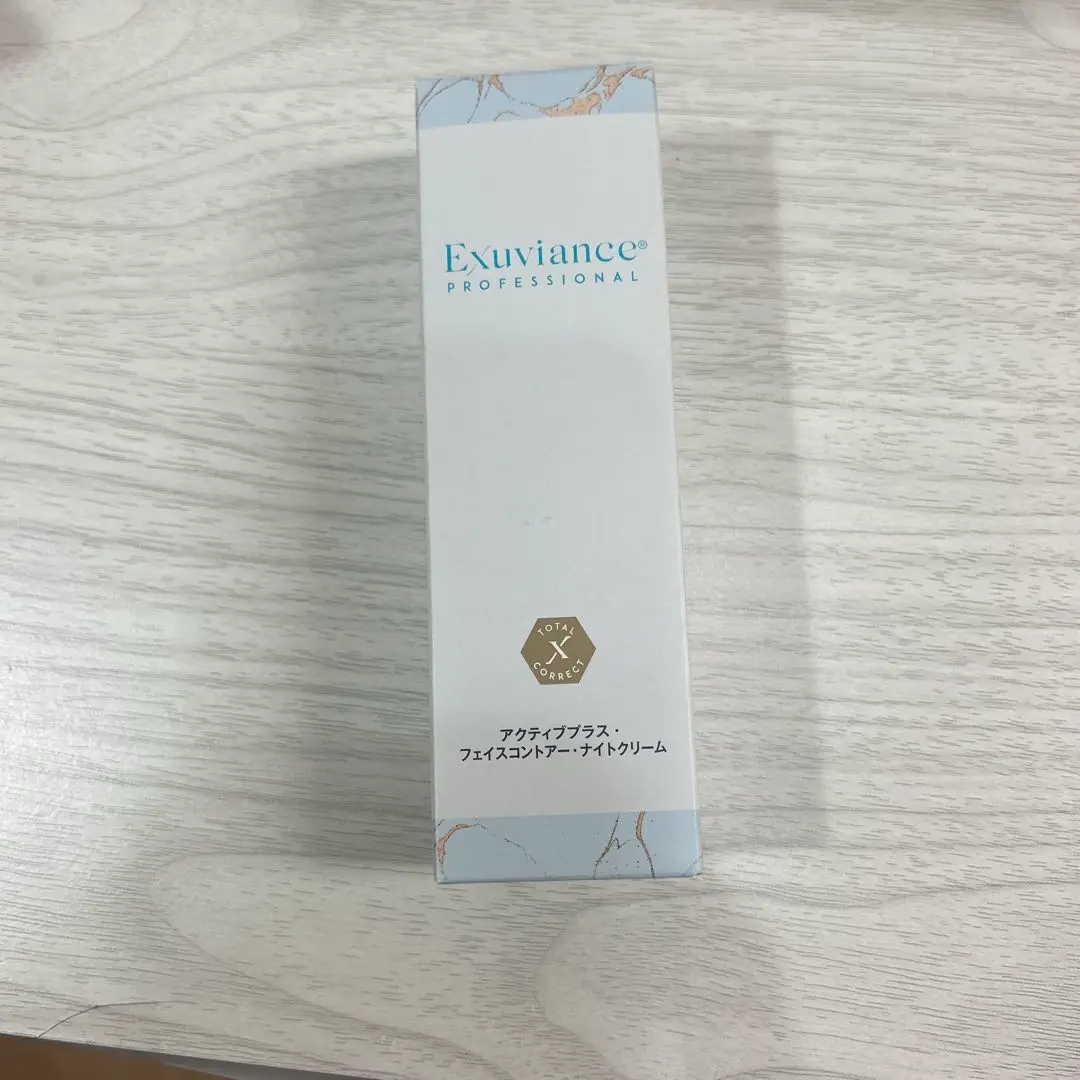 Exuviance®
PROFESSIONAL
TOTAL
X
CORRECT
アクティブプラス・
フェイスコントアー・ナイトクリーム